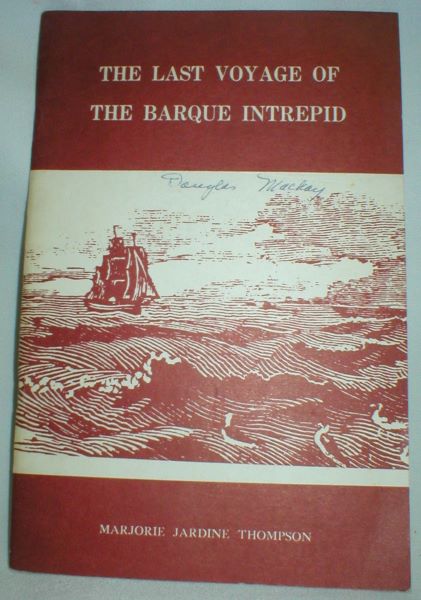 THE LAST VOYAGE OF
THE BARQUE INTREPID
Douglas Mackay
MARJORIE JARDINE THOMPSON